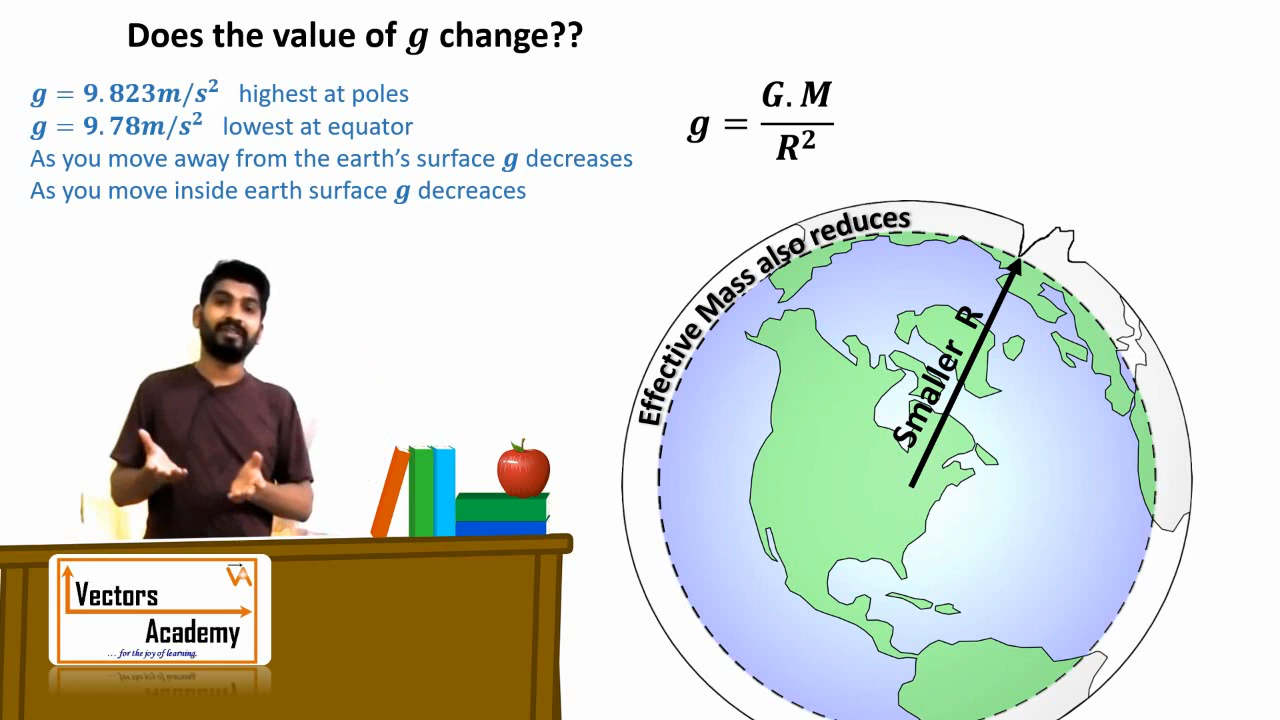 Does the value of g change??
g = 9.823m/s² highest at poles
g = 9.78m/s² lowest at equator
As you move away from the earth's surface g decreases
As you move inside earth surface g decreaces
g = G.M / R²
Effective Mass also reduces
Smaller R
VA
Vectors
Academy
... for the joy of learning.